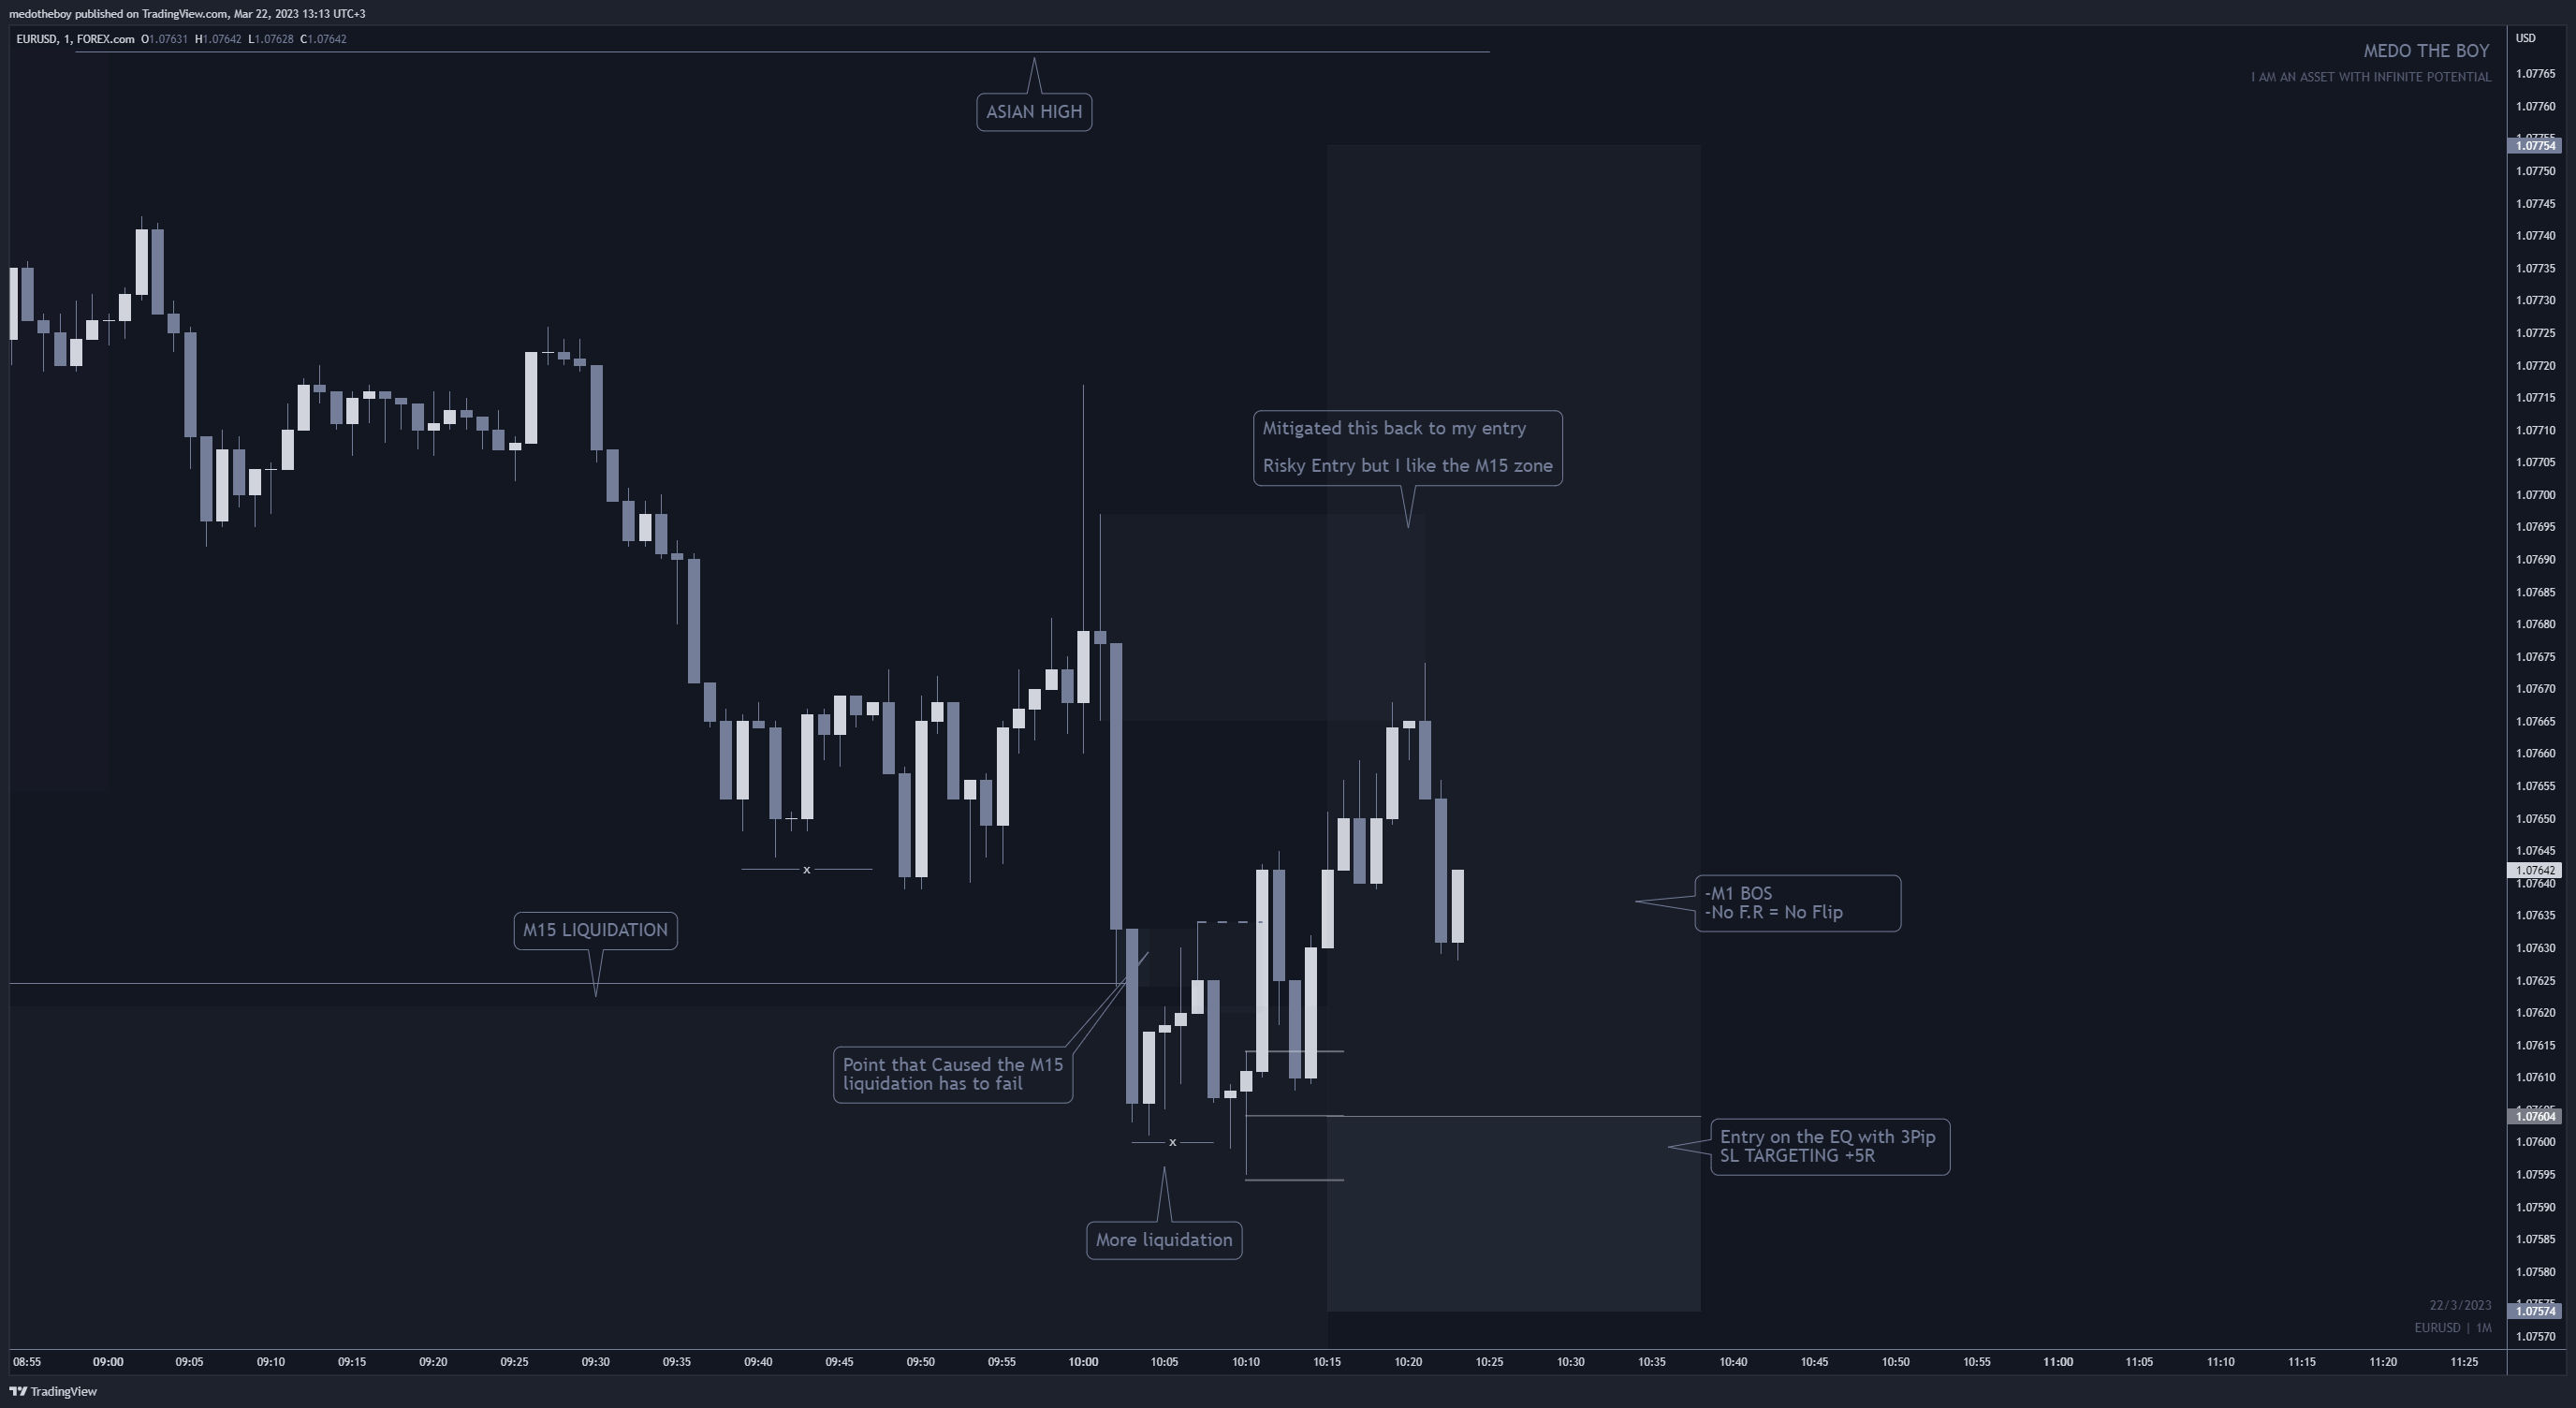 medotheboy published on TradingView.com, Mar 22, 2023 13:13 UTC+3
EURUSD, 1, FOREX.com O1.07631 H1.07642 L1.07628 C1.07642
USD
MEDO THE BOY
I AM AN ASSET WITH INFINITE POTENTIAL
ASIAN HIGH
Mitigated this back to my entry
Risky Entry but I like the M15 zone
x
-M1 BOS
-No F.R = No Flip
M15 LIQUIDATION
Point that Caused the M15
liquidation has to fail
x
Entry on the EQ with 3Pip
SL TARGETING +5R
More liquidation
22/3/2023
EURUSD | 1M
1.07765
1.07760
1.07755
1.07754
1.07750
1.07745
1.07740
1.07735
1.07730
1.07725
1.07720
1.07715
1.07710
1.07705
1.07700
1.07695
1.07690
1.07685
1.07680
1.07675
1.07670
1.07665
1.07660
1.07655
1.07650
1.07645
1.07642
1.07640
1.07635
1.07630
1.07625
1.07620
1.07615
1.07610
1.07605
1.07604
1.07600
1.07595
1.07590
1.07585
1.07580
1.07575
1.07574
1.07570
08:55 09:00 09:05 09:10 09:15 09:20 09:25 09:30 09:35 09:40 09:45 09:50 09:55 10:00 10:05 10:10 10:15 10:20 10:25 10:30 10:35 10:40 10:45 10:50 10:55 11:00 11:05 11:10 11:15 11:20 11:25
TradingView